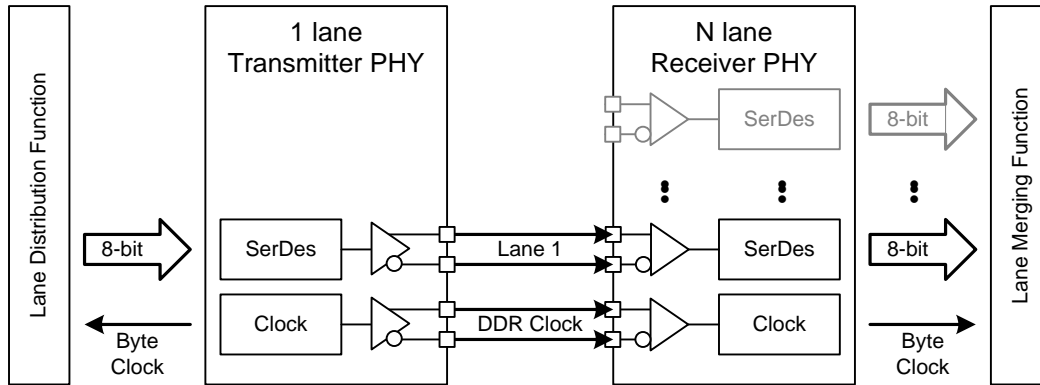 Lane Distribution Function
1 lane
Transmitter PHY
N lane
Receiver PHY
Lane Merging Function
SerDes
8-bit
8-bit
SerDes
Lane 1
SerDes
8-bit
Clock
DDR Clock
Clock
Byte
Clock
Byte
Clock